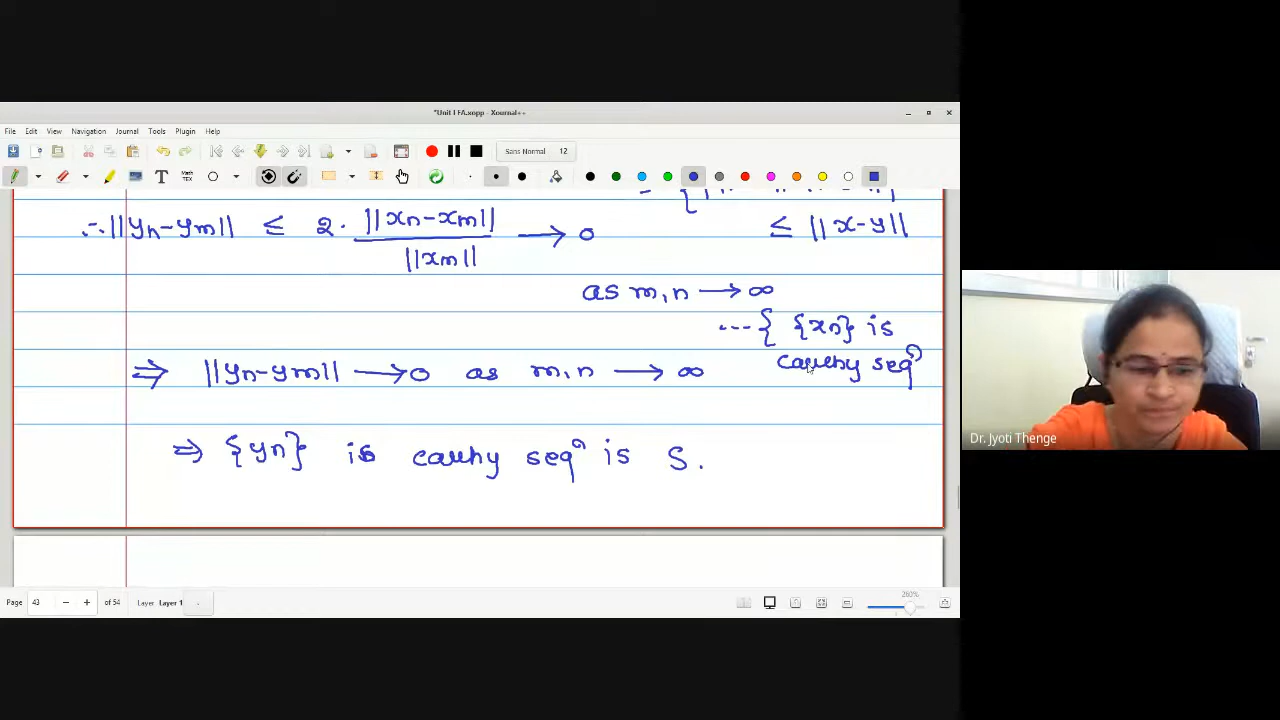 *Unit I FA.xopp - Xournal++
File Edit View Navigation Journal Tools Plugin Help
Sans Normal 12
∴ ||yn-ym|| ≤ 2. ||xn-xm|| / ||xm|| → 0
≤ ||x-y||
as m,n → ∞
---{ {xn} is
cauchy seqⁿ
⇒ ||yn-ym|| → 0 as m,n → ∞
⇒ {yn} is cauchy seqⁿ is S.
Dr. Jyoti Thenge
Page 43 of 54 Layer Layer 1
260%